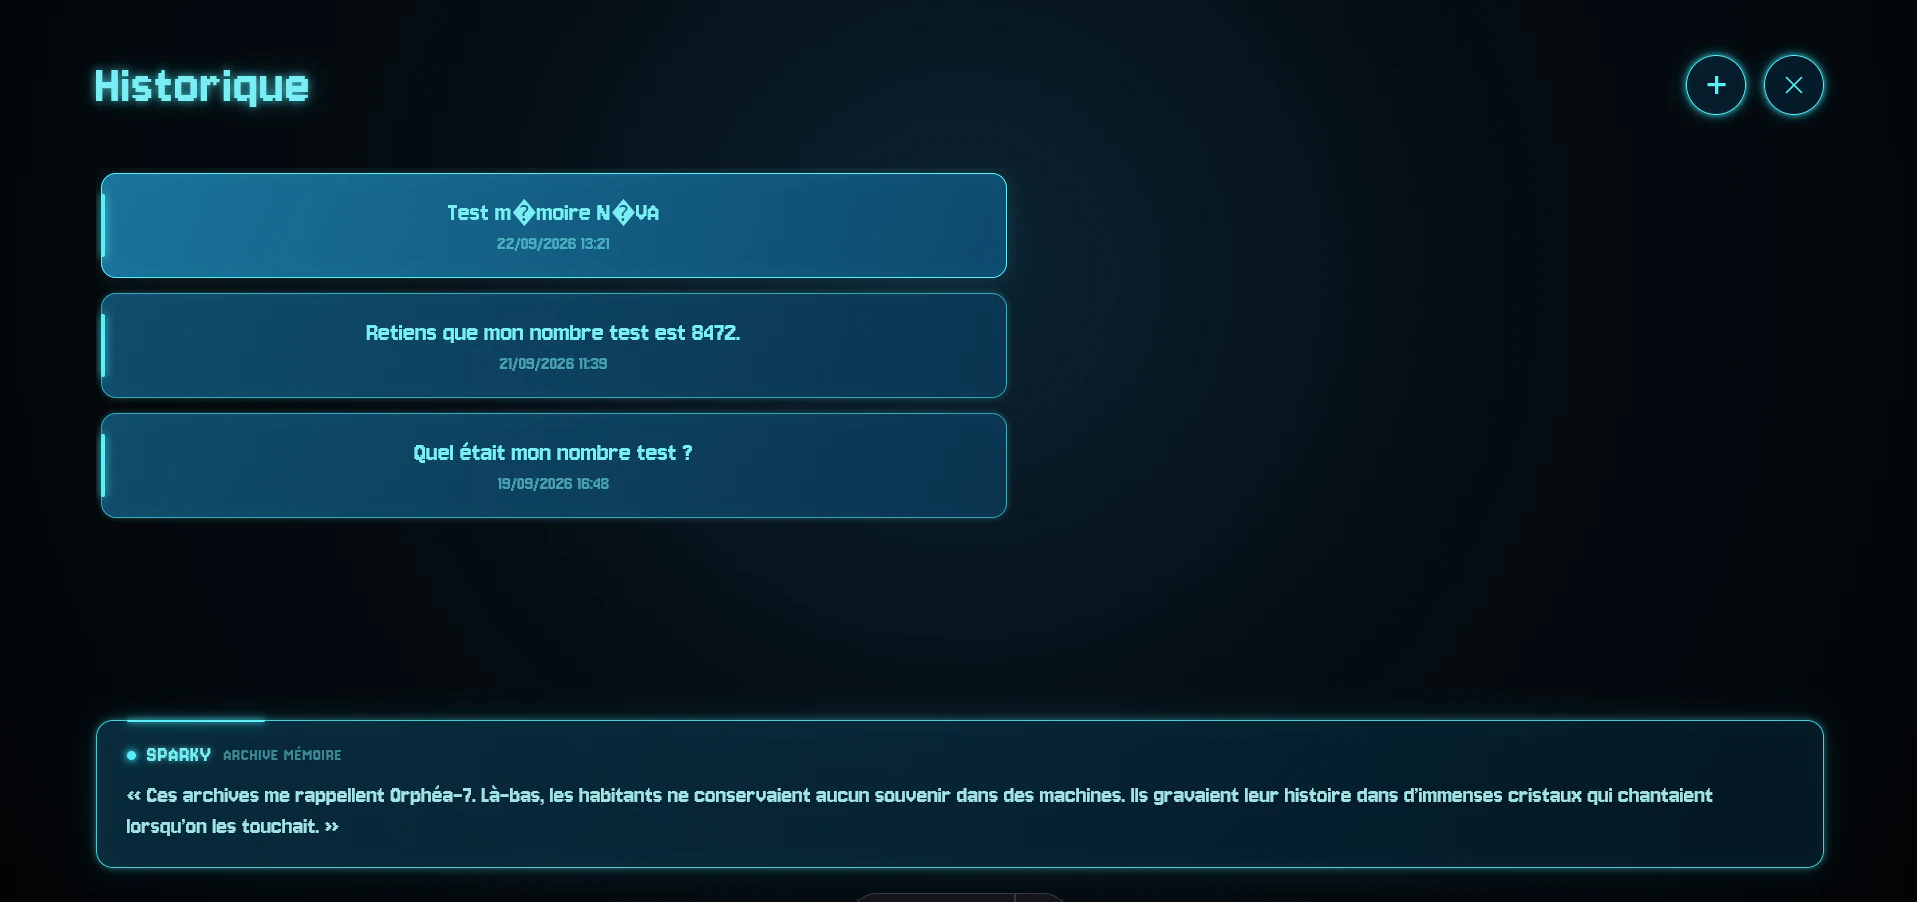 Historique
Test m�moire N�VA
22/09/2026 13:21
Retiens que mon nombre test est 8472.
21/09/2026 11:39
Quel était mon nombre test ?
19/09/2026 16:48
SPARKY ARCHIVE MÉMOIRE
« Ces archives me rappellent Orphéa-7. Là-bas, les habitants ne conservaient aucun souvenir dans des machines. Ils gravaient leur histoire dans d’immenses cristaux qui chantaient
lorsqu’on les touchait. »